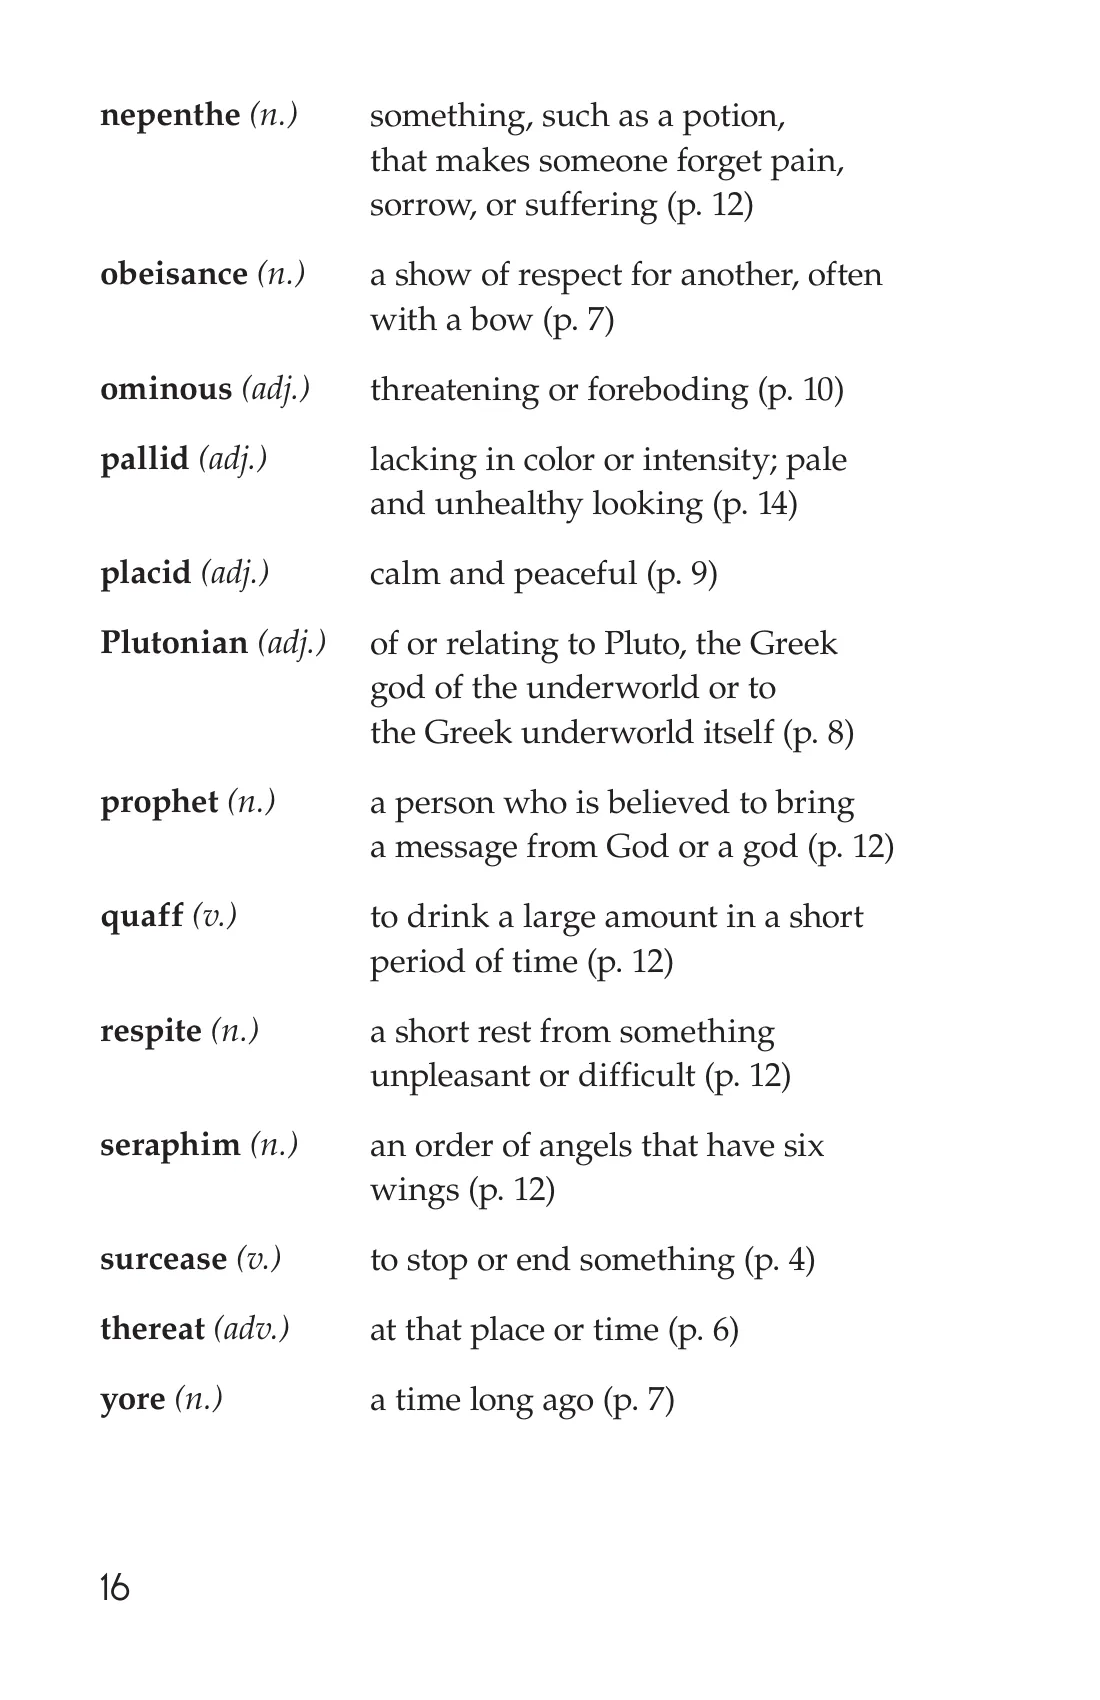 nepenthe (n.) something, such as a potion,
that makes someone forget pain,
sorrow, or suffering (p. 12)
obeisance (n.) a show of respect for another, often
with a bow (p. 7)
ominous (adj.) threatening or foreboding (p. 10)
pallid (adj.) lacking in color or intensity; pale
and unhealthy looking (p. 14)
placid (adj.) calm and peaceful (p. 9)
Plutonian (adj.) of or relating to Pluto, the Greek
god of the underworld or to
the Greek underworld itself (p. 8)
prophet (n.) a person who is believed to bring
a message from God or a god (p. 12)
quaff (v.) to drink a large amount in a short
period of time (p. 12)
respite (n.) a short rest from something
unpleasant or difficult (p. 12)
seraphim (n.) an order of angels that have six
wings (p. 12)
surcease (v.) to stop or end something (p. 4)
thereat (adv.) at that place or time (p. 6)
yore (n.) a time long ago (p. 7)
16